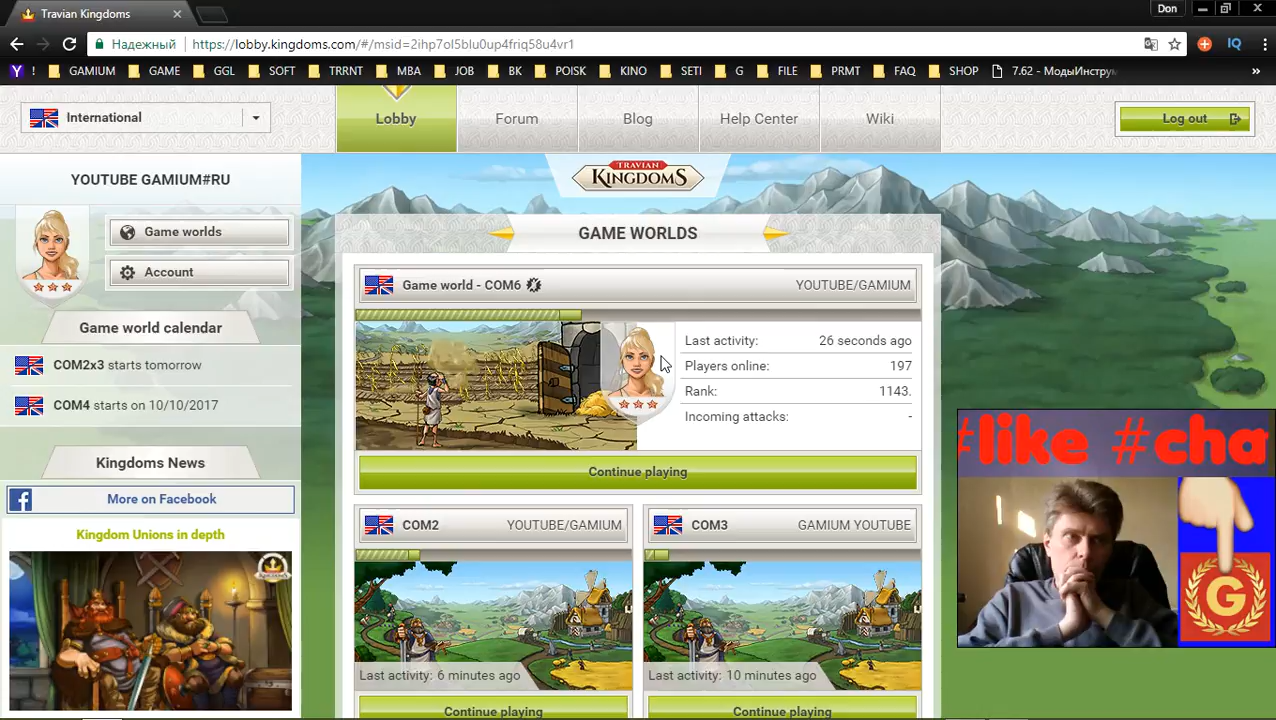 Travian Kingdoms
Don
Надежный
https://lobby.kingdoms.com/#/msid=2ihp7ol5blu0up4friq58u4vr1
IQ
Y ! GAMIUM GAME GGL SOFT TRRNT MBA JOB BK POISK KINO SETI G FILE PRMT FAQ SHOP 7.62 - МодыИнструм »
International
Lobby
Forum
Blog
Help Center
Wiki
Log out
TRAVIAN
KINGDOMS
YOUTUBE GAMIUM#RU
Game worlds
Account
Game world calendar
COM2x3 starts tomorrow
COM4 starts on 10/10/2017
Kingdoms News
More on Facebook
Kingdom Unions in depth
KINGDOMS
GAME WORLDS
Game world - COM6
YOUTUBE/GAMIUM
Last activity: 26 seconds ago
Players online: 197
Rank: 1143.
Incoming attacks: -
Continue playing
COM2 YOUTUBE/GAMIUM
Last activity: 6 minutes ago
Continue playing
COM3 GAMIUM YOUTUBE
Last activity: 10 minutes ago
Continue playing
#like #cha
G